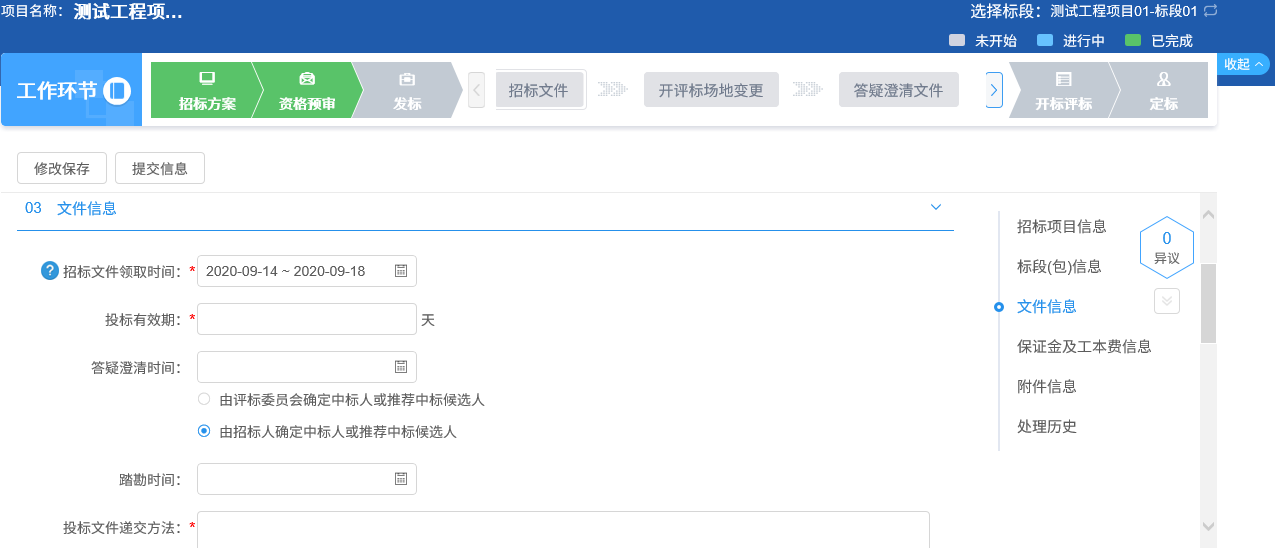 项目名称： 测试工程项... 选择标段：测试工程项目01-标段01
未开始 进行中 已完成
收起
工作环节 招标方案 资格预审 发标 招标文件 开评标场地变更 答疑澄清文件 开标评标 定标
修改保存 提交信息
03 文件信息
? 招标文件领取时间：*2020-09-14 ~ 2020-09-18
投标有效期：* 天
答疑澄清时间：
由评标委员会确定中标人或推荐中标候选人
由招标人确定中标人或推荐中标候选人
踏勘时间：
投标文件递交方法：*
招标项目信息
标段(包)信息
文件信息
保证金及工本费信息
附件信息
处理历史
0
异议